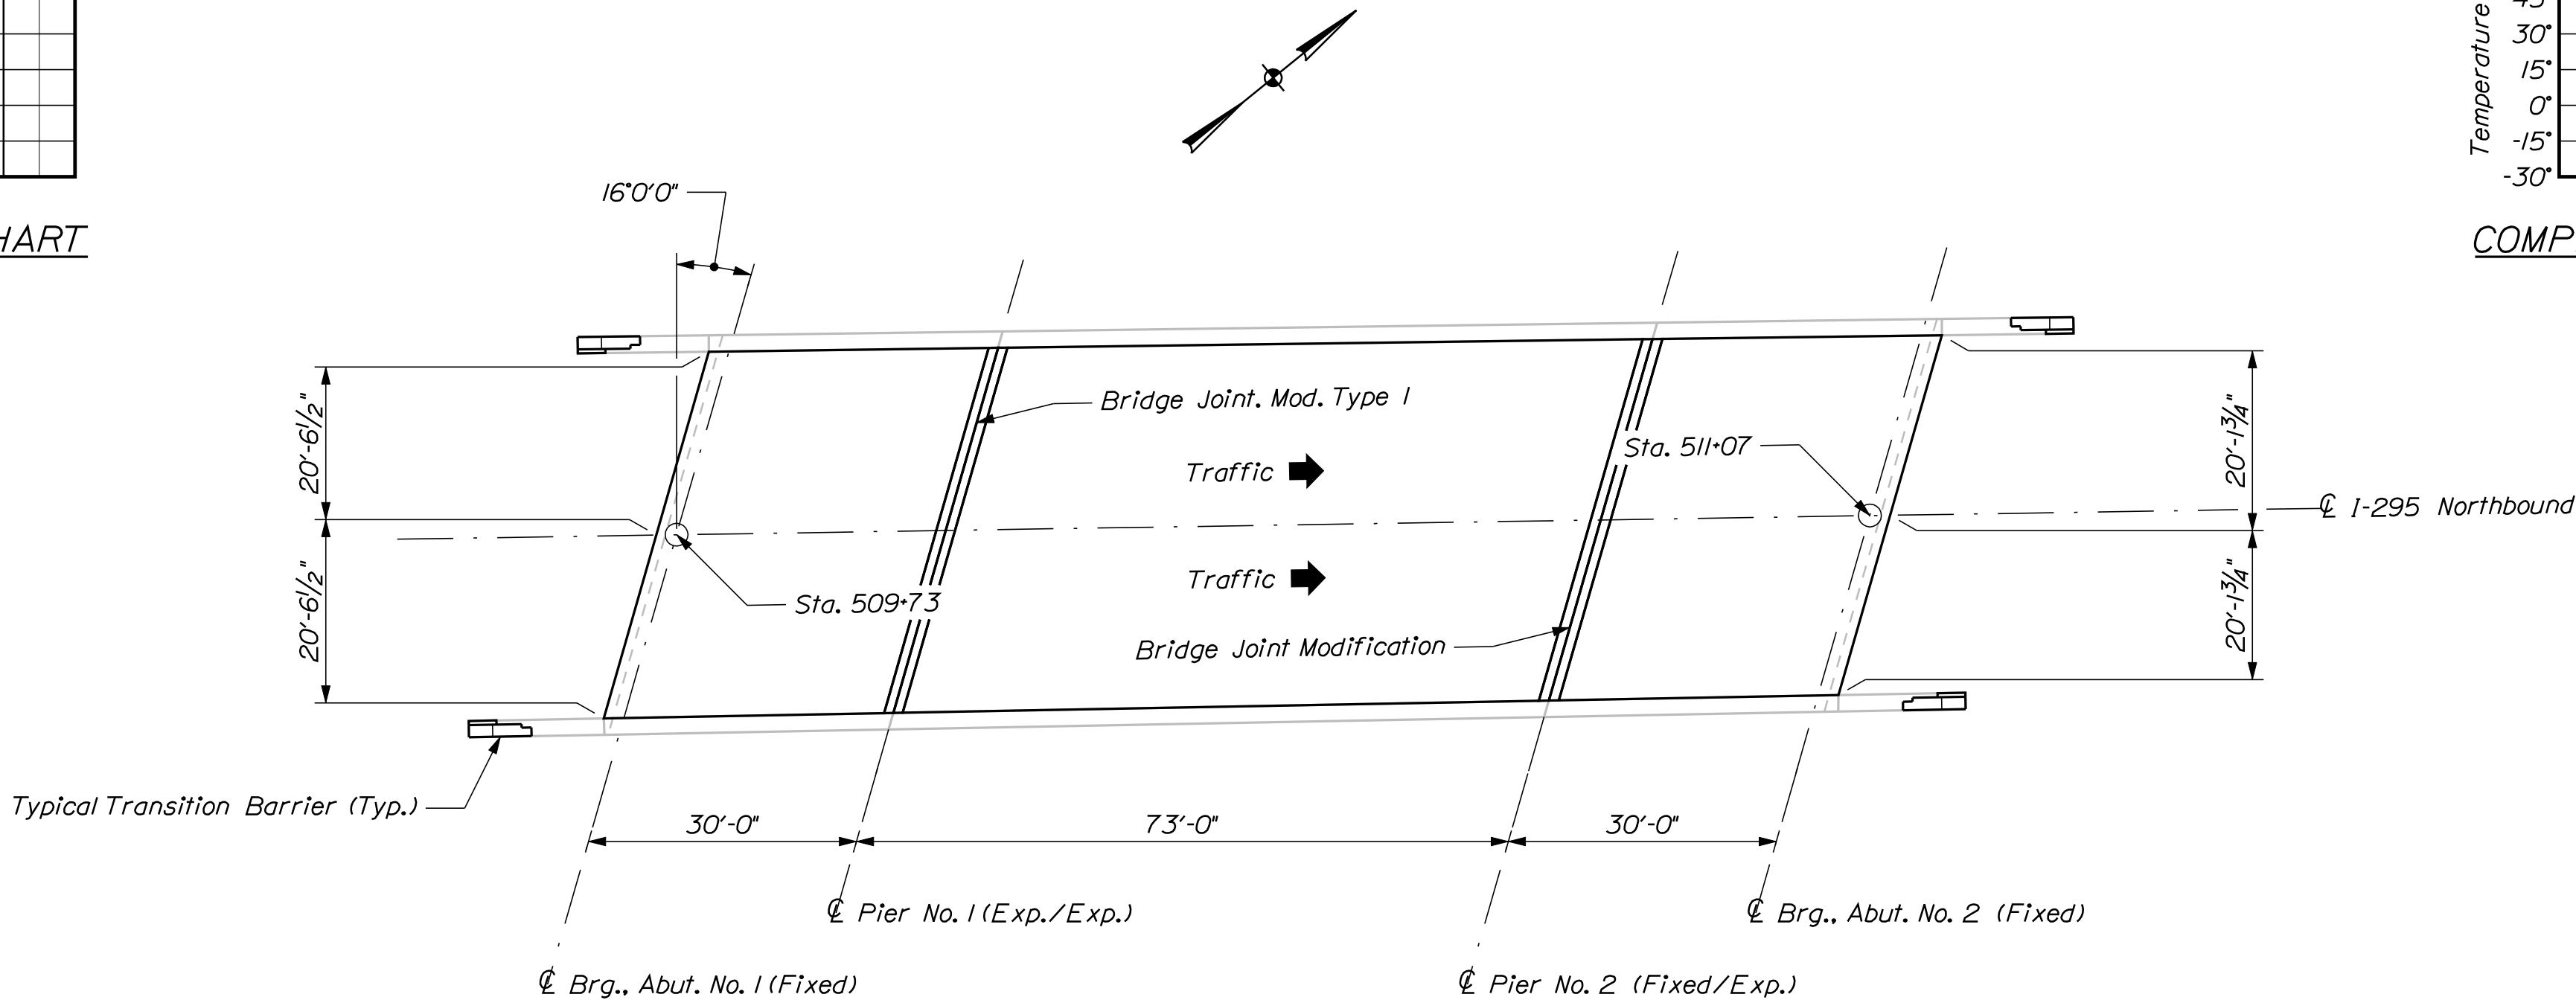 Temperature
45°
30°
15°
0°
-15°
-30°
HART
COMP
16°0'0"
20'-6½"
20'-6½"
20'-1¾"
20'-1¾"
Bridge Joint. Mod. Type 1
Traffic
Sta. 511+07
℄ I-295 Northbound
Traffic
Sta. 509+73
Bridge Joint Modification
Typical Transition Barrier (Typ.)
30'-0"
73'-0"
30'-0"
℄ Pier No. 1 (Exp./Exp.)
℄ Brg., Abut. No. 2 (Fixed)
℄ Brg., Abut. No. 1 (Fixed)
℄ Pier No. 2 (Fixed/Exp.)